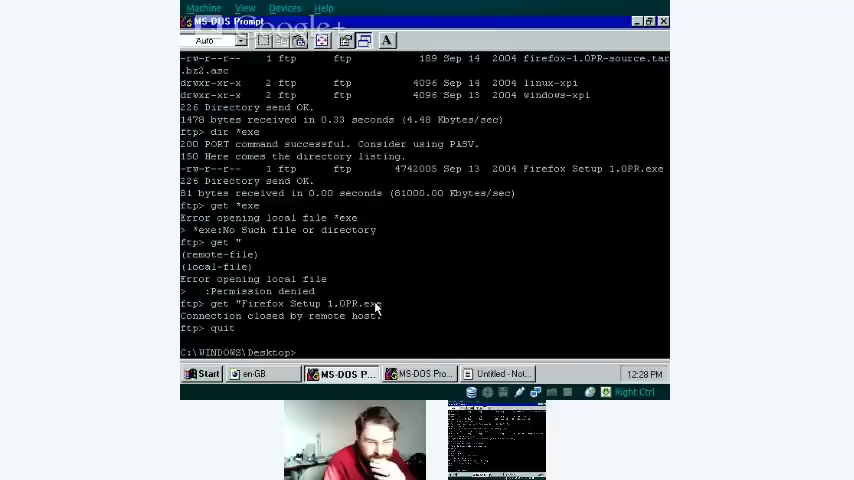 Machine View Devices Help
MS-DOS Prompt
Google+
Auto
A
-rw-r--r-- 1 ftp ftp 189 Sep 14 2004 firefox-1.0PR-source.tar
.bz2.asc
drwxr-xr-x 2 ftp ftp 4096 Sep 14 2004 linux-xpi
drwxr-xr-x 2 ftp ftp 4096 Sep 13 2004 windows-xpi
226 Directory send OK.
1478 bytes received in 0.33 seconds (4.48 Kbytes/sec)
ftp> dir *exe
200 PORT command successful. Consider using PASV.
150 Here comes the directory listing.
-rw-r--r-- 1 ftp ftp 4742005 Sep 13 2004 Firefox Setup 1.0PR.exe
226 Directory send OK.
81 bytes received in 0.00 seconds (81000.00 Kbytes/sec)
ftp> get *exe
Error opening local file *exe
> *exe:No Such file or directory
ftp> get "
(remote-file)
(local-file)
Error opening local file
> :Permission denied
ftp> get "Firefox Setup 1.0PR.exe
Connection closed by remote host.
ftp> quit
C:\WINDOWS\Desktop>
Start en-GB MS-DOS P... MS-DOS Pro... Untitled - Not... 12:28 PM
Right Ctrl